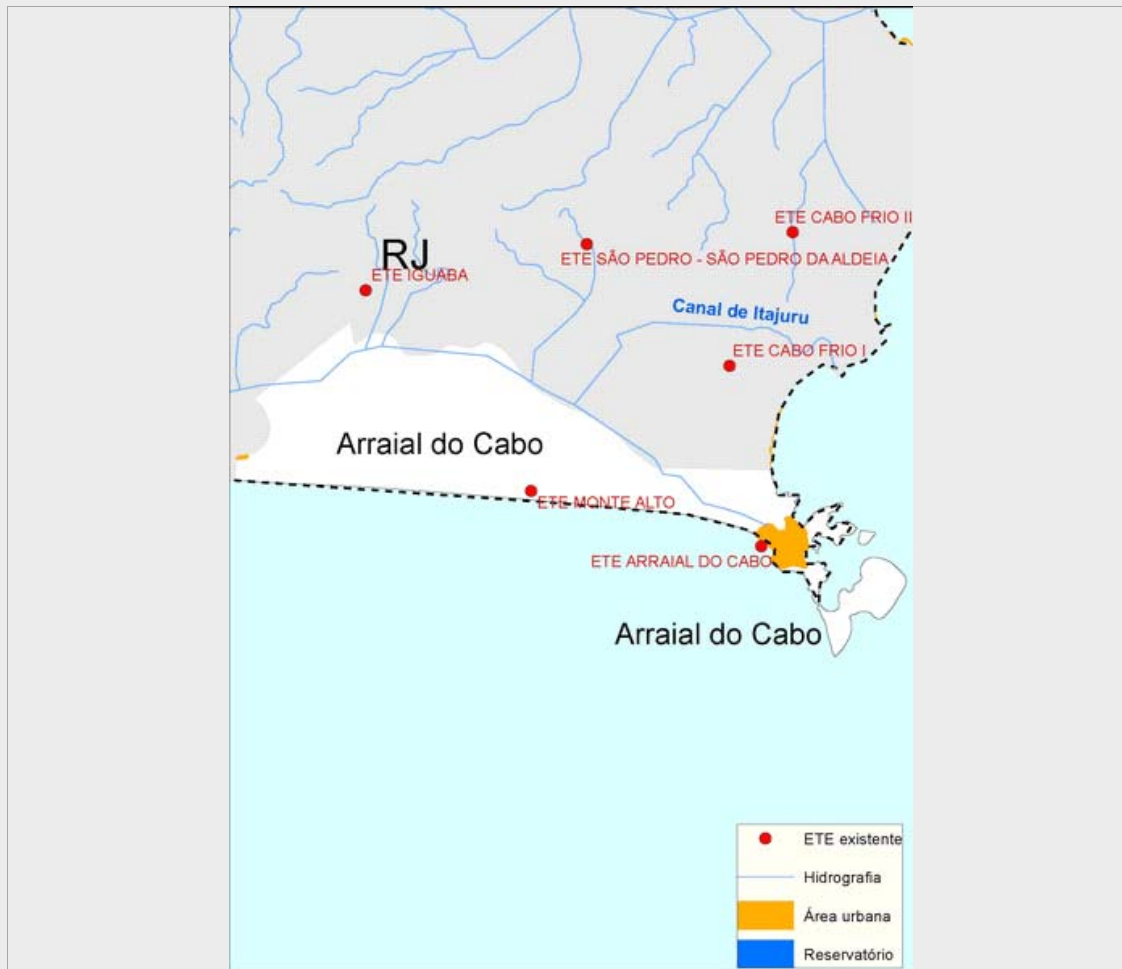 ETE CABO FRIO II
RJ
ETE SÃO PEDRO - SÃO PEDRO DA ALDEIA
ETE IGUABA
Canal de Itajuru
ETE CABO FRIO I
Arraial do Cabo
ETE MONTE ALTO
ETE ARRAIAL DO CABO
Arraial do Cabo
ETE existente
Hidrografia
Área urbana
Reservatório